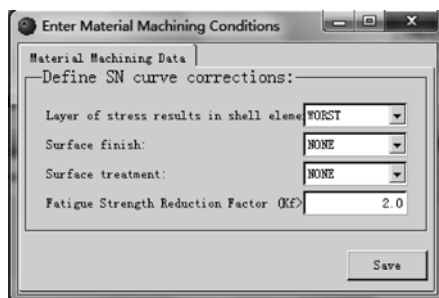 Enter Material Machining Conditions
Material Machining Data
Define SN curve corrections:
Layer of stress results in shell eleme WORST
Surface finish: NONE
Surface treatment: NONE
Fatigue Strength Reduction Factor (Kf> 2.0
Save